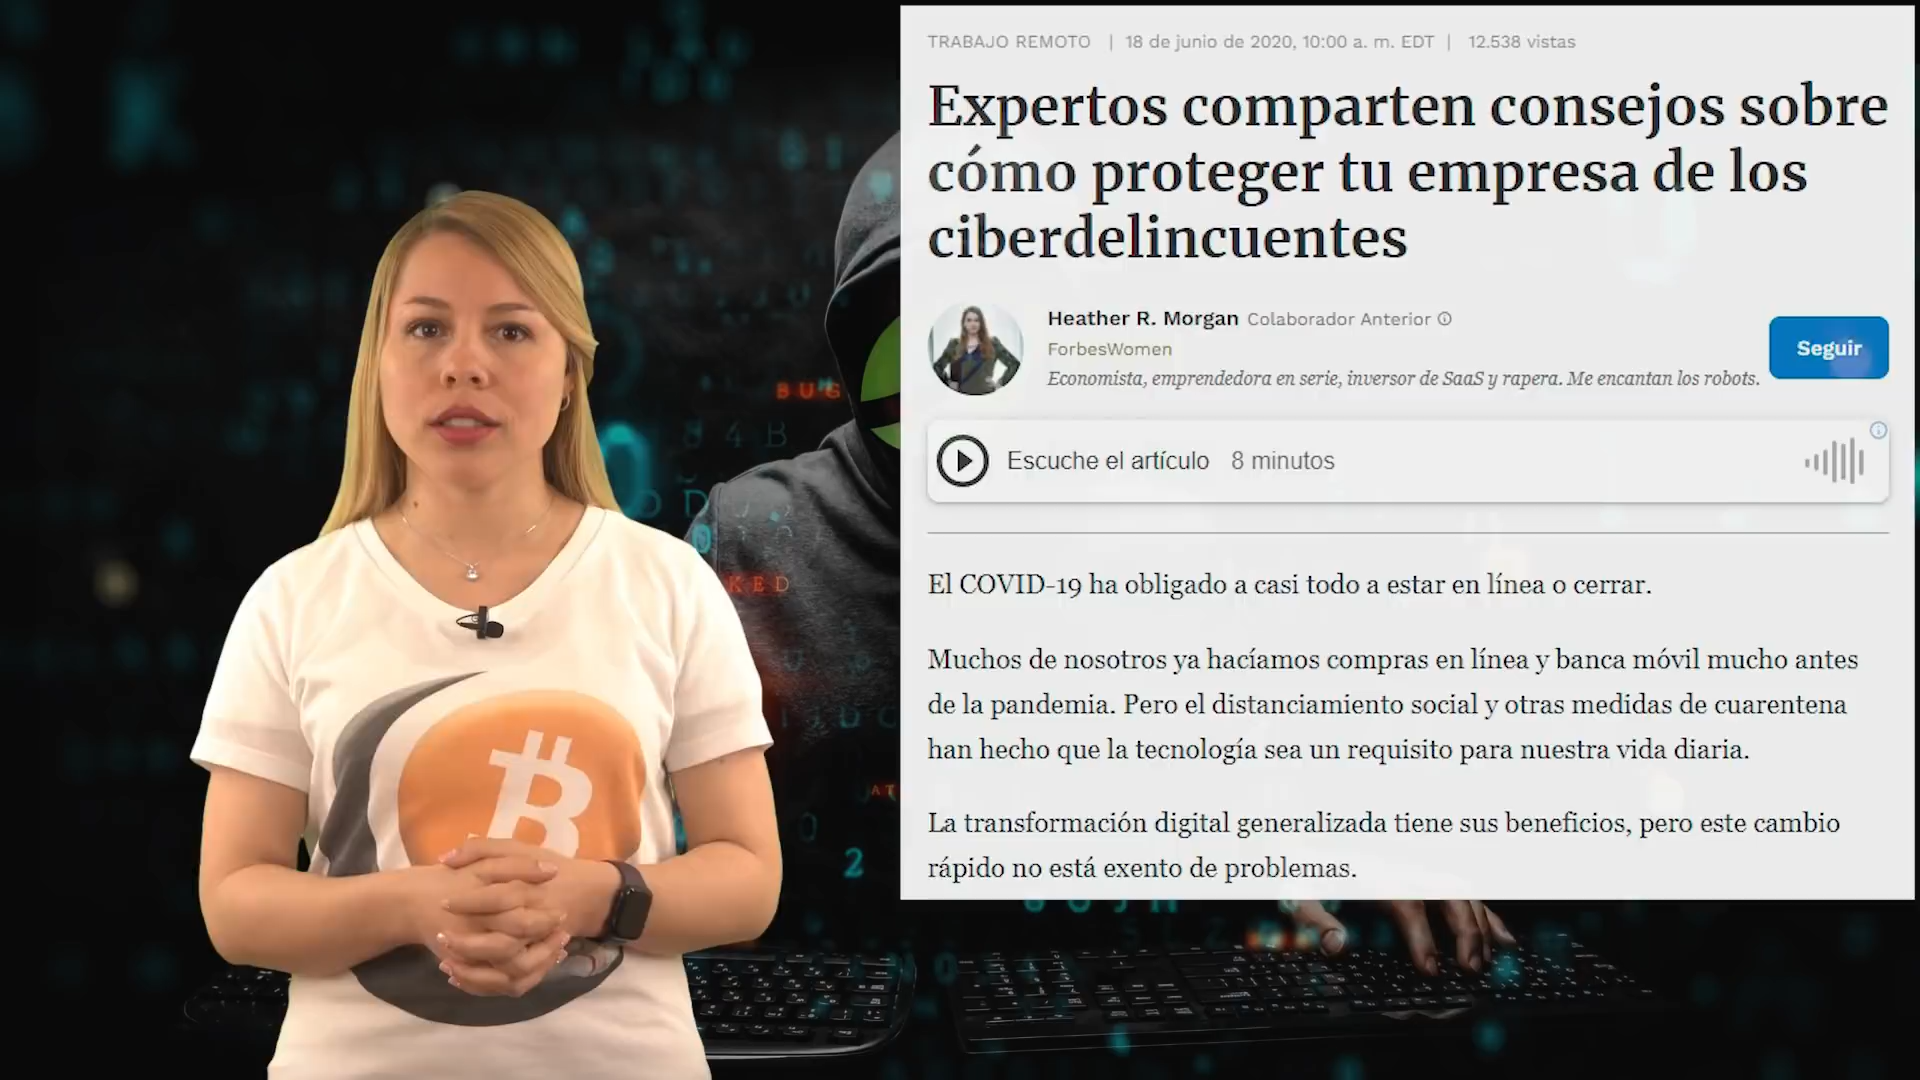 TRABAJO REMOTO | 18 de junio de 2020, 10:00 a. m. EDT | 12.538 vistas
Expertos comparten consejos sobre
cómo proteger tu empresa de los
ciberdelincuentes
Heather R. Morgan Colaborador Anterior
ForbesWomen
Economista, emprendedora en serie, inversor de SaaS y rapera. Me encantan los robots.
Seguir
Escuche el artículo 8 minutos
El COVID-19 ha obligado a casi todo a estar en línea o cerrar.
Muchos de nosotros ya hacíamos compras en línea y banca móvil mucho antes
de la pandemia. Pero el distanciamiento social y otras medidas de cuarentena
han hecho que la tecnología sea un requisito para nuestra vida diaria.
La transformación digital generalizada tiene sus beneficios, pero este cambio
rápido no está exento de problemas.
BUG
84B
KED
2
B